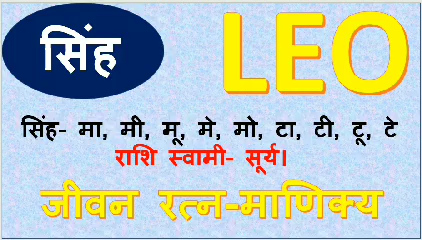 सिंह LEO
सिंह- मा, मी, मू, मे, मो, टा, टी, टू, टे
राशि स्वामी- सूर्य।
जीवन रत्न-माणिक्य